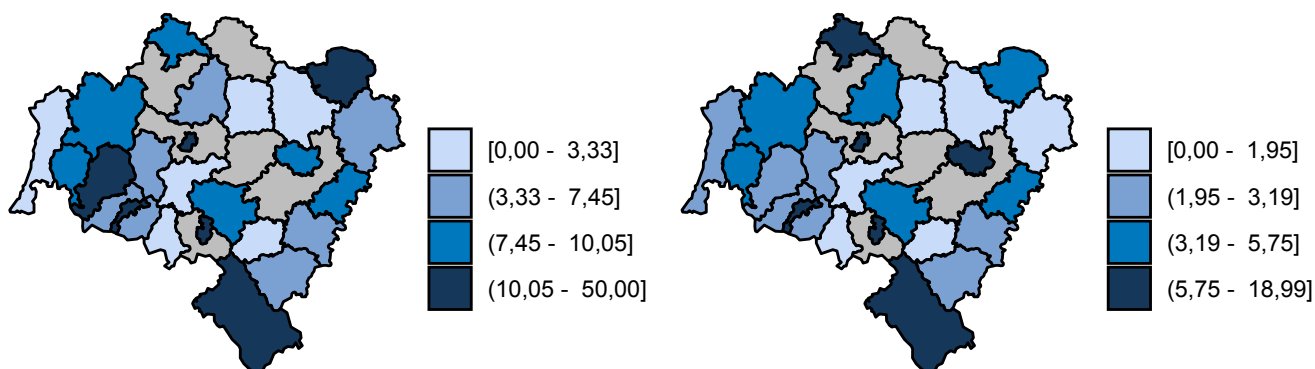 [0,00 - 3,33]
(3,33 - 7,45]
(7,45 - 10,05]
(10,05 - 50,00]
[0,00 - 1,95]
(1,95 - 3,19]
(3,19 - 5,75]
(5,75 - 18,99]